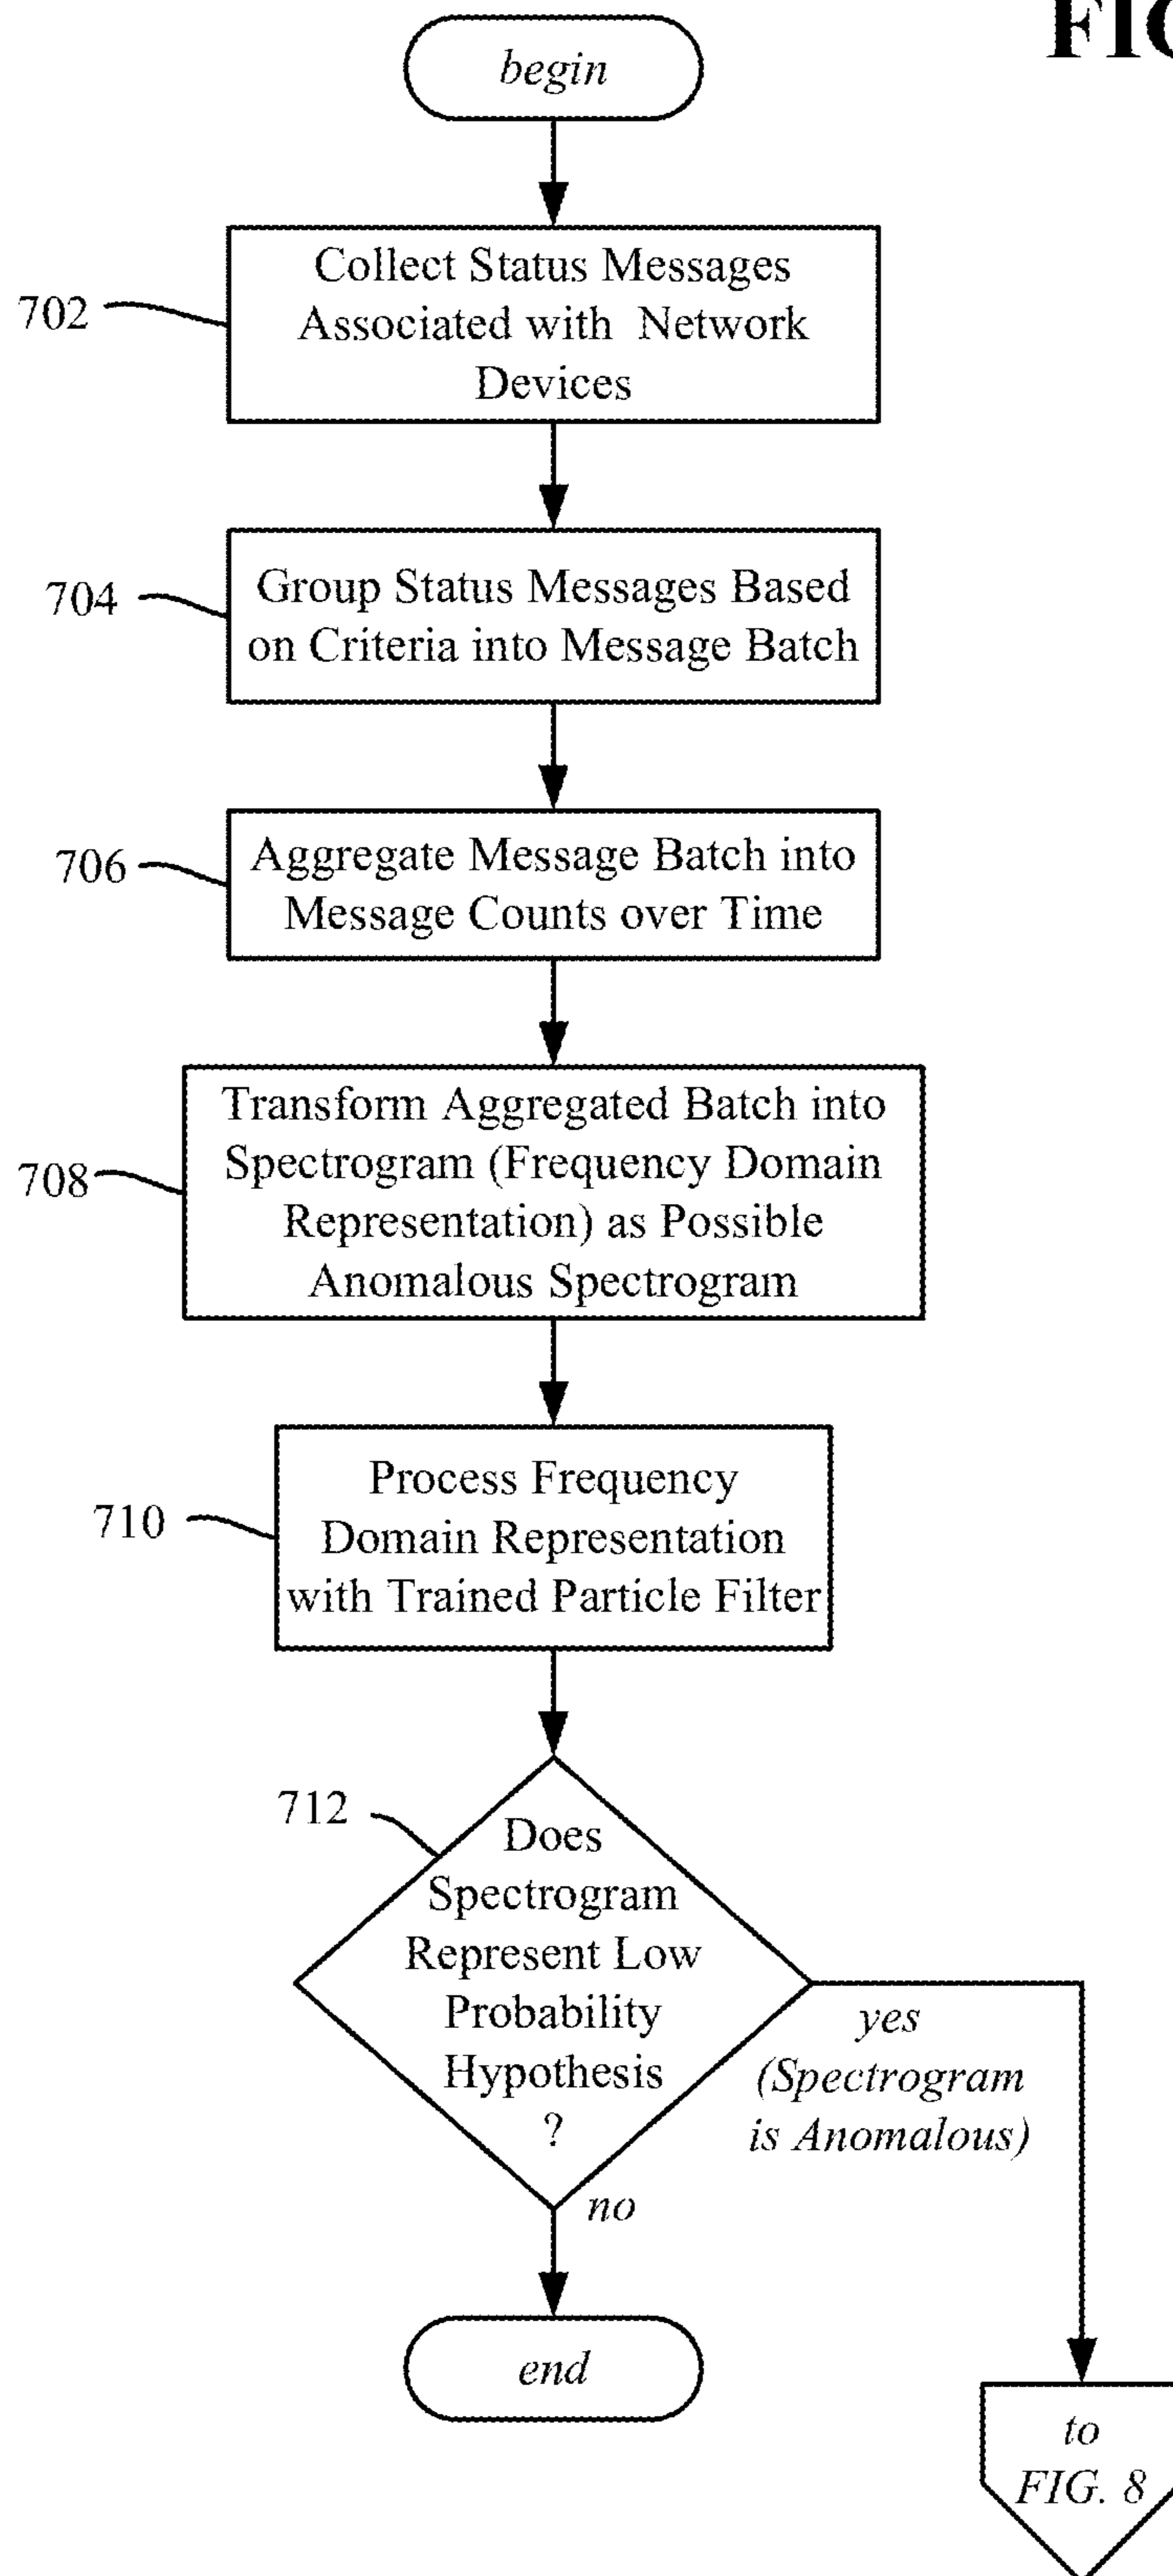 FIG
begin
702
Collect Status Messages
Associated with Network
Devices
704
Group Status Messages Based
on Criteria into Message Batch
706
Aggregate Message Batch into
Message Counts over Time
708
Transform Aggregated Batch into
Spectrogram (Frequency Domain
Representation) as Possible
Anomalous Spectrogram
710
Process Frequency
Domain Representation
with Trained Particle Filter
712
Does
Spectrogram
Represent Low
Probability
Hypothesis
?
yes
(Spectrogram
is Anomalous)
no
end
to
FIG. 8